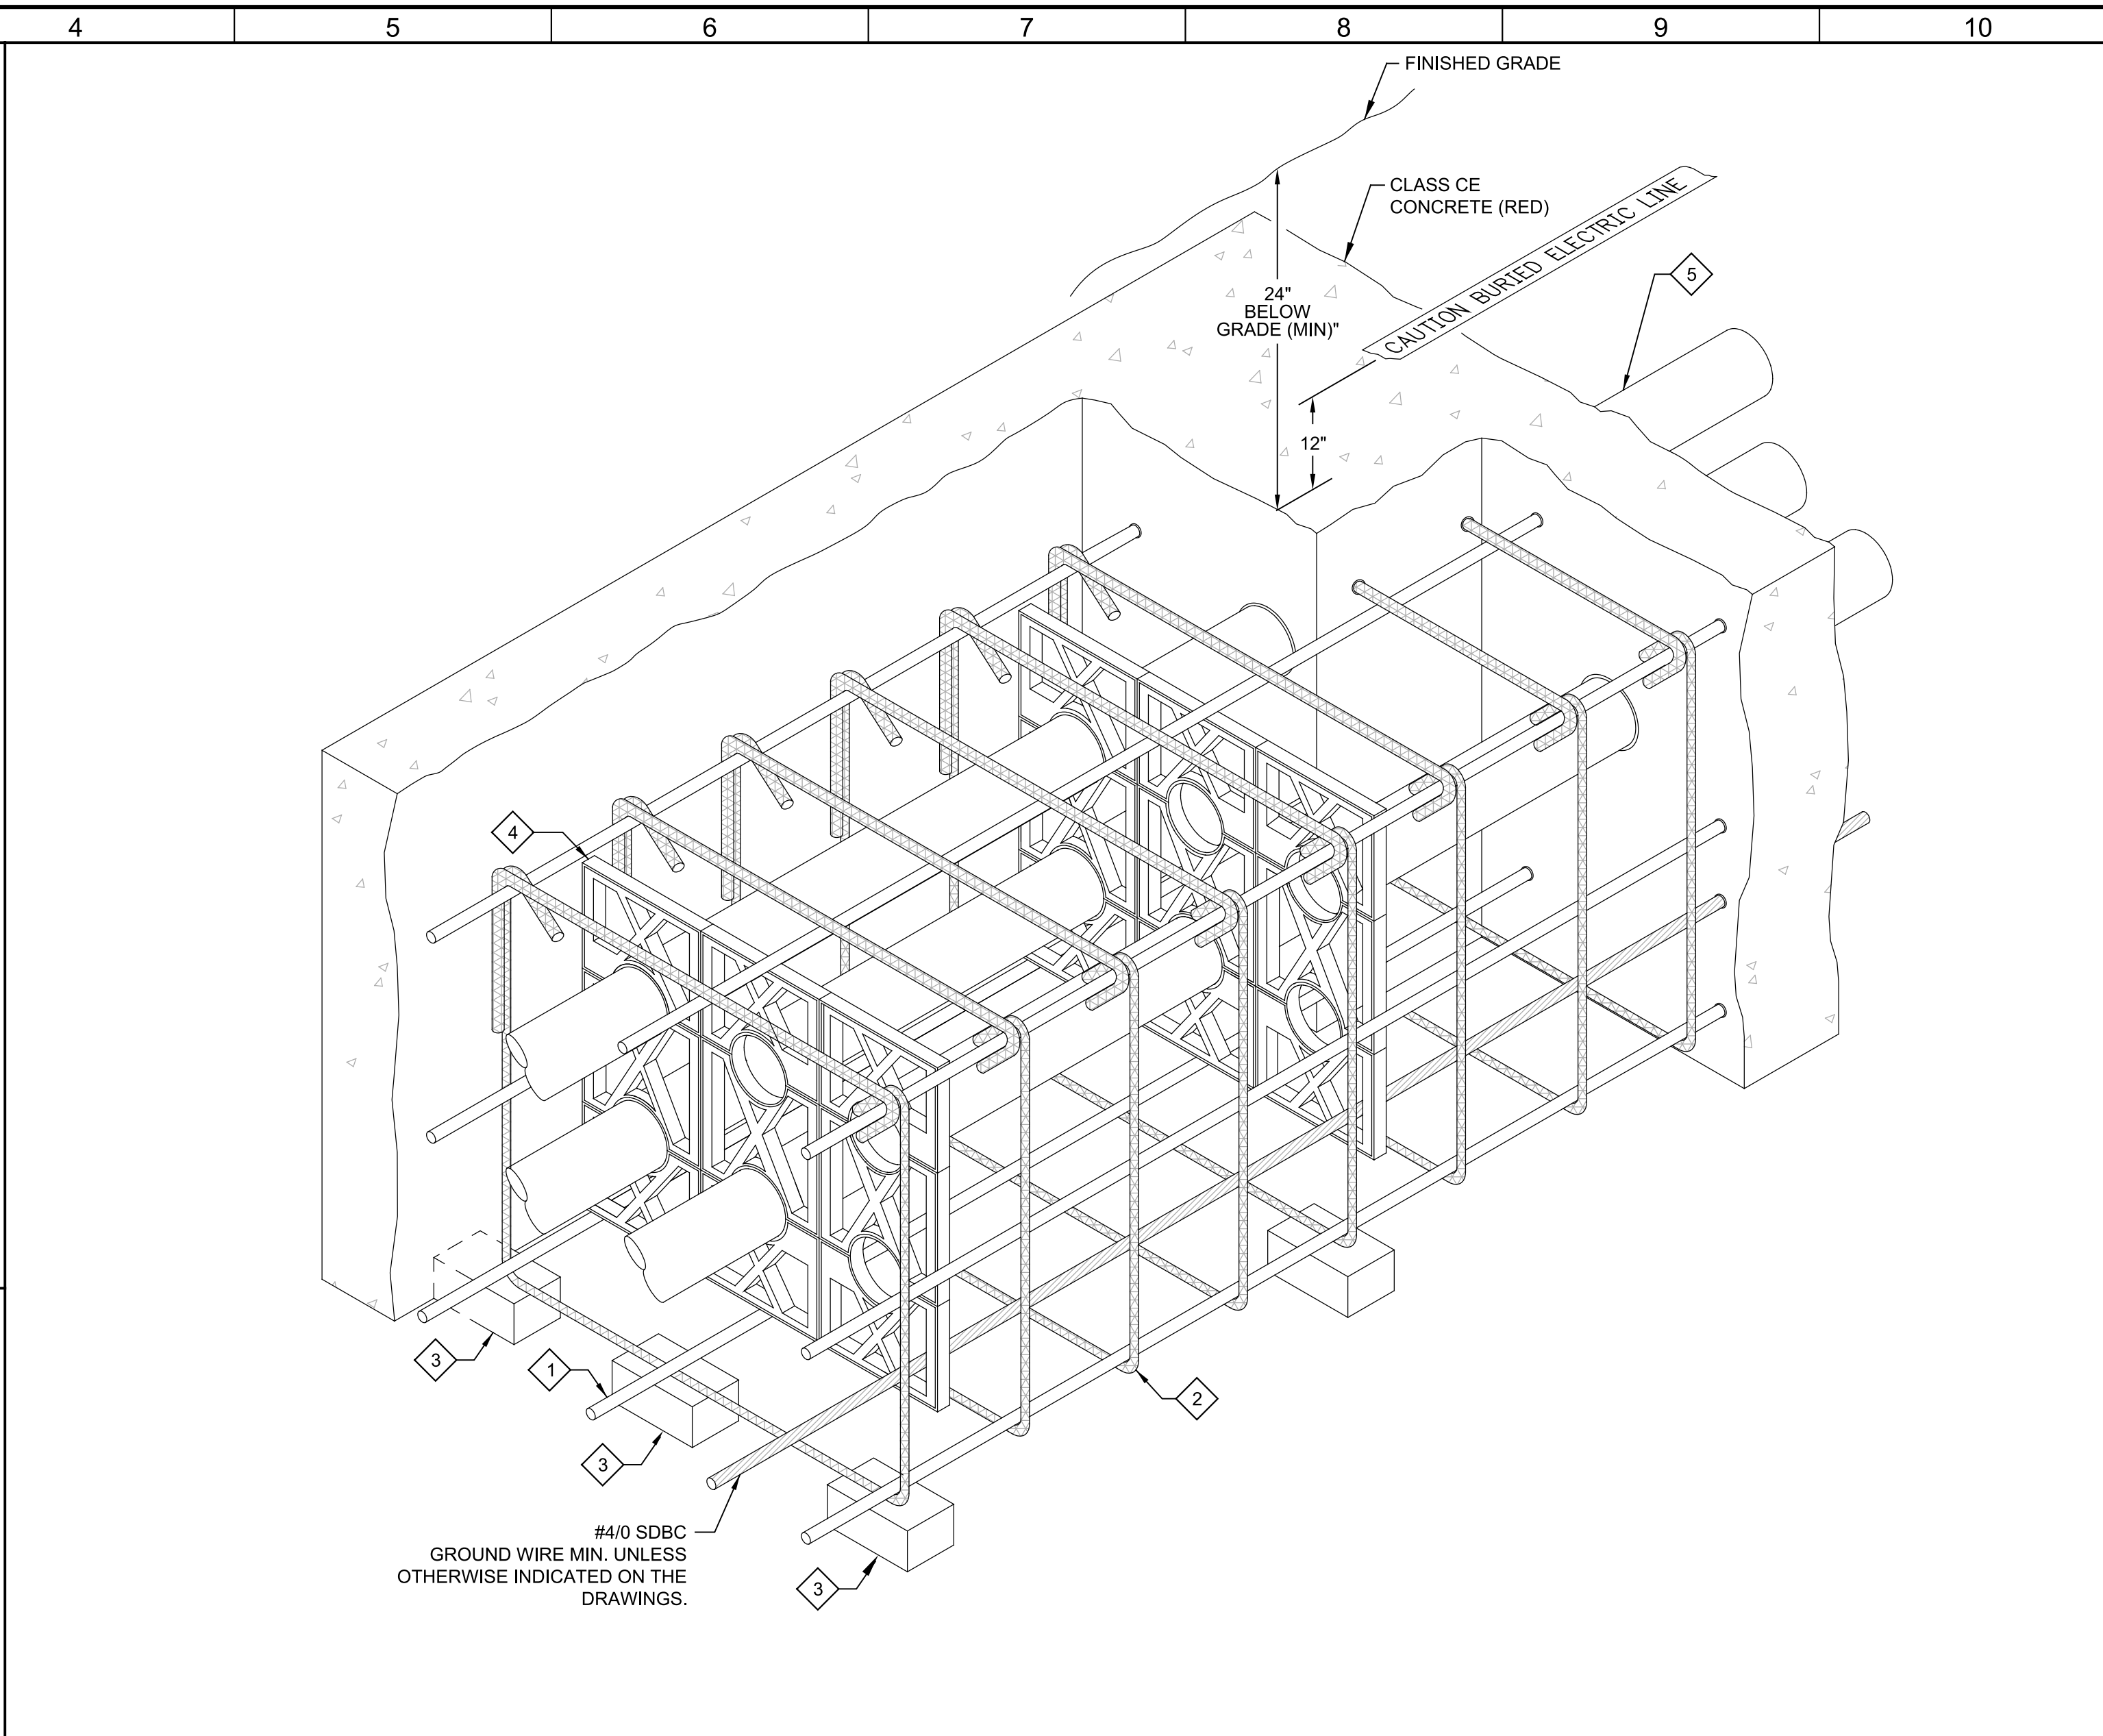 4 5 6 7 8 9 10
FINISHED GRADE
CLASS CE
CONCRETE (RED)
CAUTION BURIED ELECTRIC LINE
5
24"
BELOW
GRADE (MIN)"
12"
4
3
1
2
3
3
#4/0 SDBC
GROUND WIRE MIN. UNLESS
OTHERWISE INDICATED ON THE
DRAWINGS.